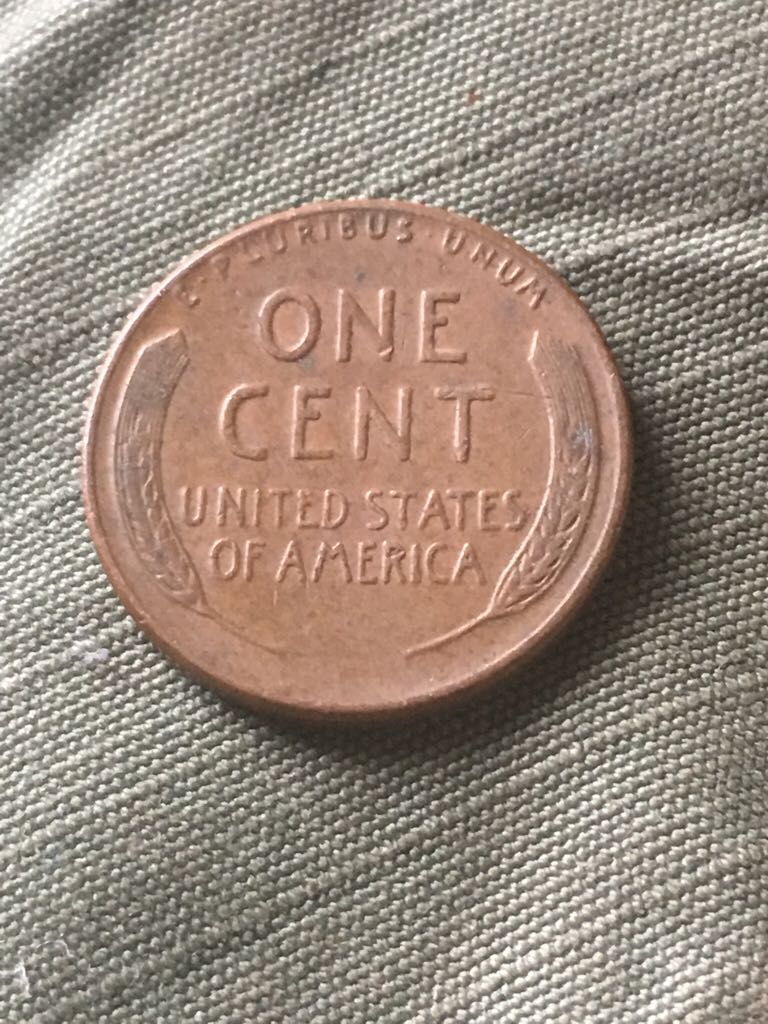 E·PLURIBUS·UNUM
ONE
CENT
UNITED STATES
OF AMERICA